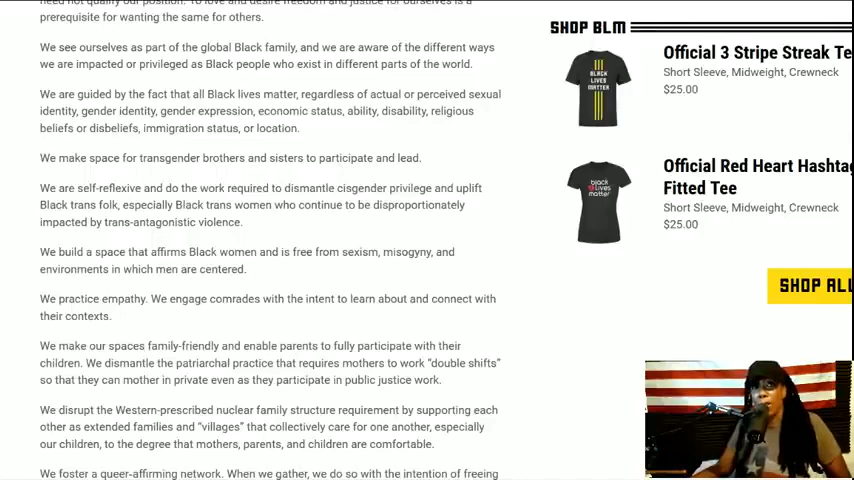 need not qualify our position. To love and desire freedom and justice for ourselves is a
prerequisite for wanting the same for others.
We see ourselves as part of the global Black family, and we are aware of the different ways
we are impacted or privileged as Black people who exist in different parts of the world.
We are guided by the fact that all Black lives matter, regardless of actual or perceived sexual
identity, gender identity, gender expression, economic status, ability, disability, religious
beliefs or disbeliefs, immigration status, or location.
We make space for transgender brothers and sisters to participate and lead.
We are self-reflexive and do the work required to dismantle cisgender privilege and uplift
Black trans folk, especially Black trans women who continue to be disproportionately
impacted by trans-antagonistic violence.
We build a space that affirms Black women and is free from sexism, misogyny, and
environments in which men are centered.
We practice empathy. We engage comrades with the intent to learn about and connect with
their contexts.
We make our spaces family-friendly and enable parents to fully participate with their
children. We dismantle the patriarchal practice that requires mothers to work “double shifts”
so that they can mother in private even as they participate in public justice work.
We disrupt the Western-prescribed nuclear family structure requirement by supporting each
other as extended families and “villages” that collectively care for one another, especially
our children, to the degree that mothers, parents, and children are comfortable.
We foster a queer-affirming network. When we gather, we do so with the intention of freeing
SHOP BLM
BLACK
LIVES
MATTER
Official 3 Stripe Streak Te
Short Sleeve, Midweight, Crewneck
$25.00
black
lives
matter
Official Red Heart Hashtag
Fitted Tee
Short Sleeve, Midweight, Crewneck
$25.00
SHOP ALL